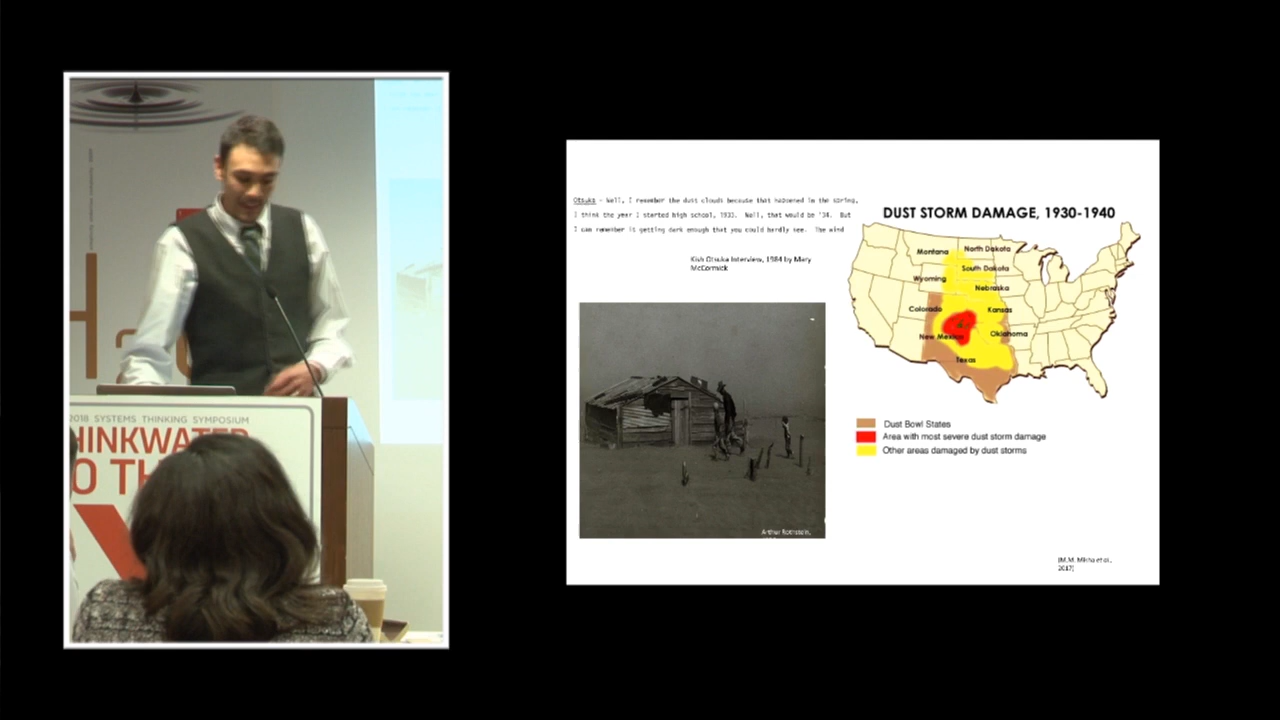 2018 SYSTEMS THINKING SYMPOSIUM
HINKWATER
O TH
Otsuka - Well, I remember the dust clouds because that happened in the spring,
I think the year I started high school, 1933. Well, that would be '34. But
I can remember it getting dark enough that you could hardly see. The wind
Kish Otsuka Interview, 1984 by Mary
McCormick
Arthur Rothstein,
DUST STORM DAMAGE, 1930-1940
Montana
North Dakota
South Dakota
Wyoming
Nebraska
Colorado
Kansas
New Mexico
Oklahoma
Texas
Dust Bowl States
Area with most severe dust storm damage
Other areas damaged by dust storms
2017)